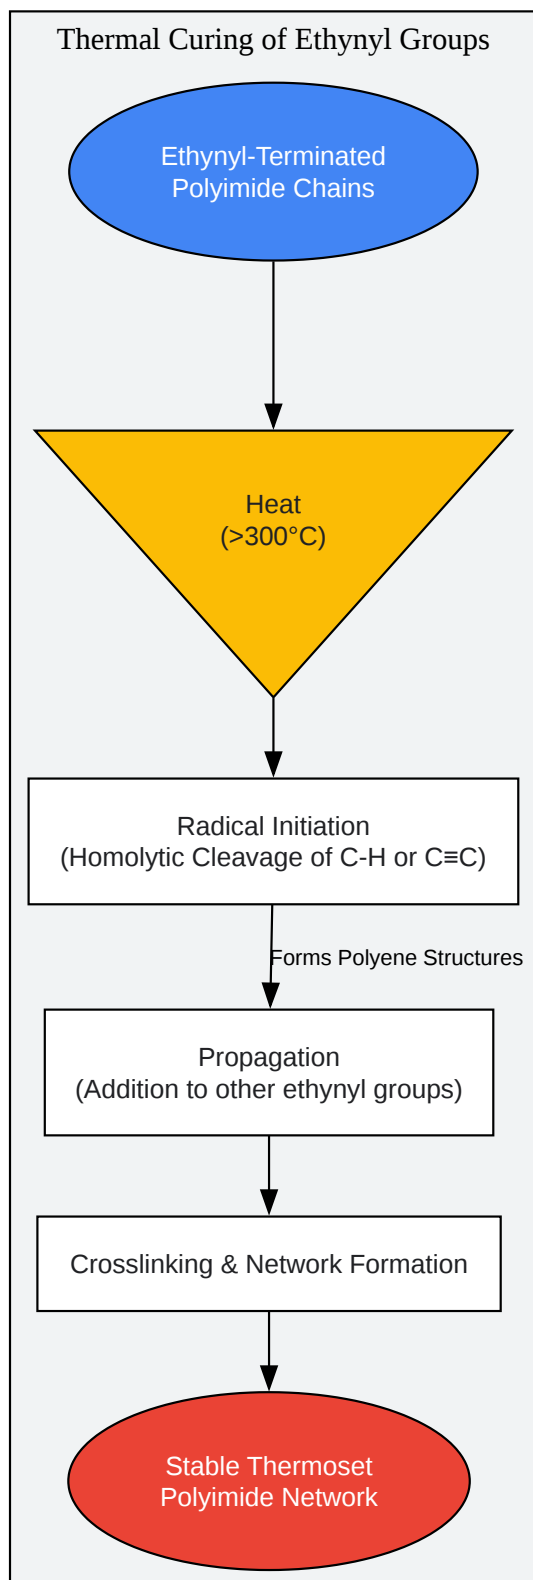 Thermal Curing of Ethynyl Groups
Ethynyl-Terminated
Polyimide Chains
Heat
(>300°C)
Radical Initiation
(Homolytic Cleavage of C-H or C≡C)
Forms Polyene Structures
Propagation
(Addition to other ethynyl groups)
Crosslinking & Network Formation
Stable Thermoset
Polyimide Network